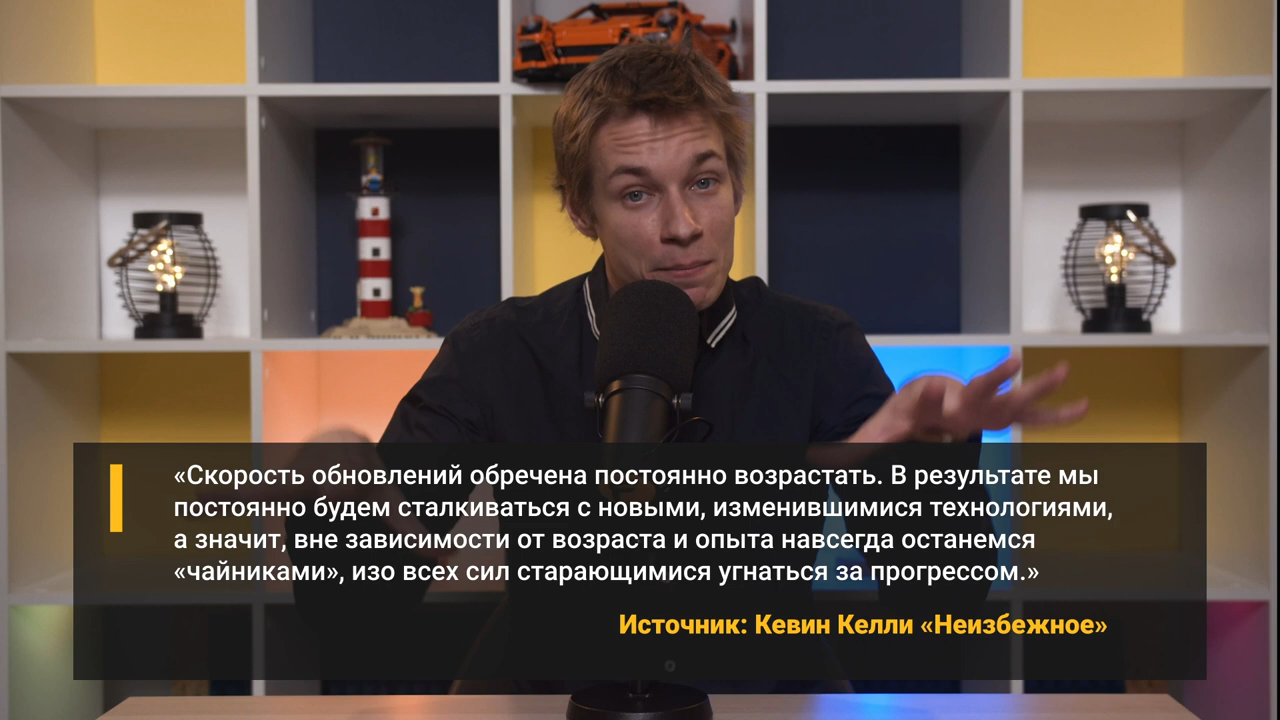 «Скорость обновлений обречена постоянно возрастать. В результате мы
постоянно будем сталкиваться с новыми, изменившимися технологиями,
а значит, вне зависимости от возраста и опыта навсегда останемся
«чайниками», изо всех сил старающимися угнаться за прогрессом.»
Источник: Кевин Келли «Неизбежное»